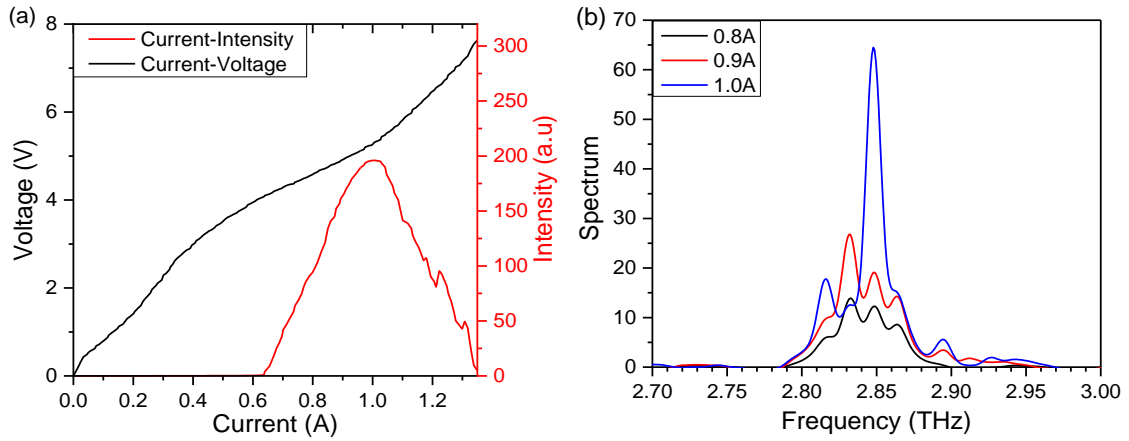 (a)
Current-Intensity
Current-Voltage
Voltage (V)
8
6
4
2
0
0.0 0.2 0.4 0.6 0.8 1.0 1.2
Current (A)
300
250
200
150
100
50
0
Intensity (a.u)
(b)
0.8A
0.9A
1.0A
Spectrum
70
60
50
40
30
20
10
0
2.70 2.75 2.80 2.85 2.90 2.95 3.00
Frequency (THz)